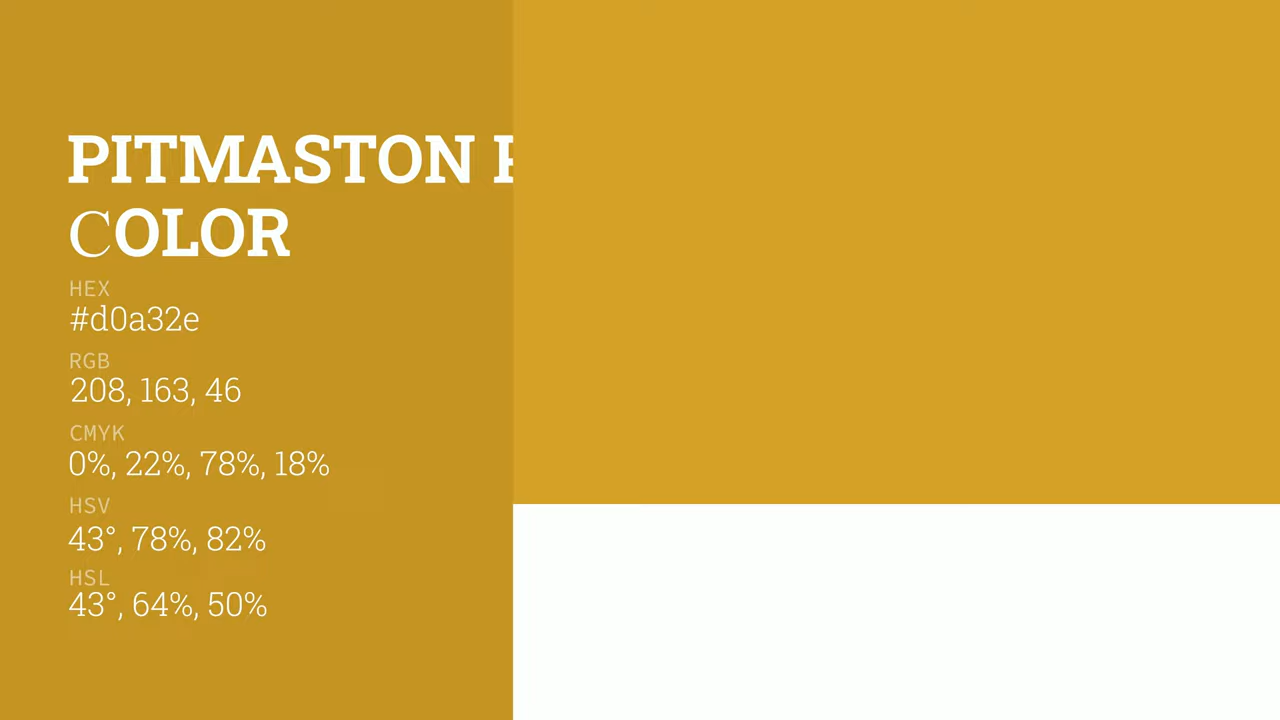 PITMASTON
COLOR
HEX
#d0a32e
RGB
208, 163, 46
CMYK
0%, 22%, 78%, 18%
HSV
43°, 78%, 82%
HSL
43°, 64%, 50%